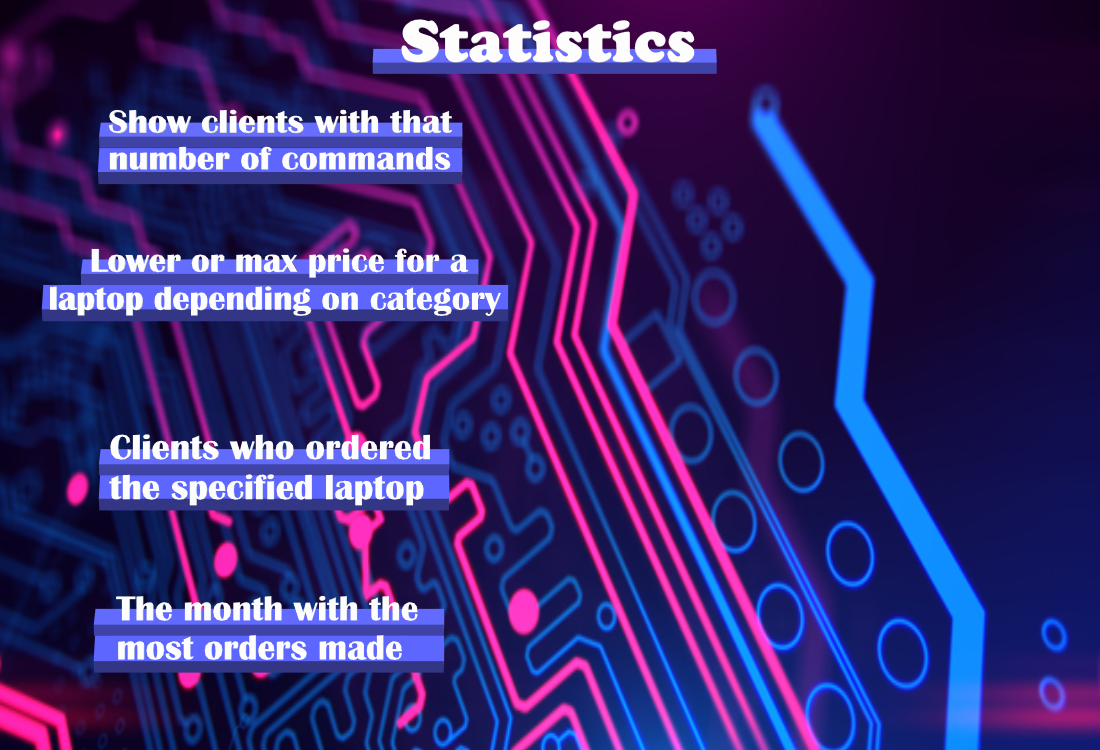 Statistics
Show clients with that
number of commands
Lower or max price for a
laptop depending on category
Clients who ordered
the specified laptop
The month with the
most orders made